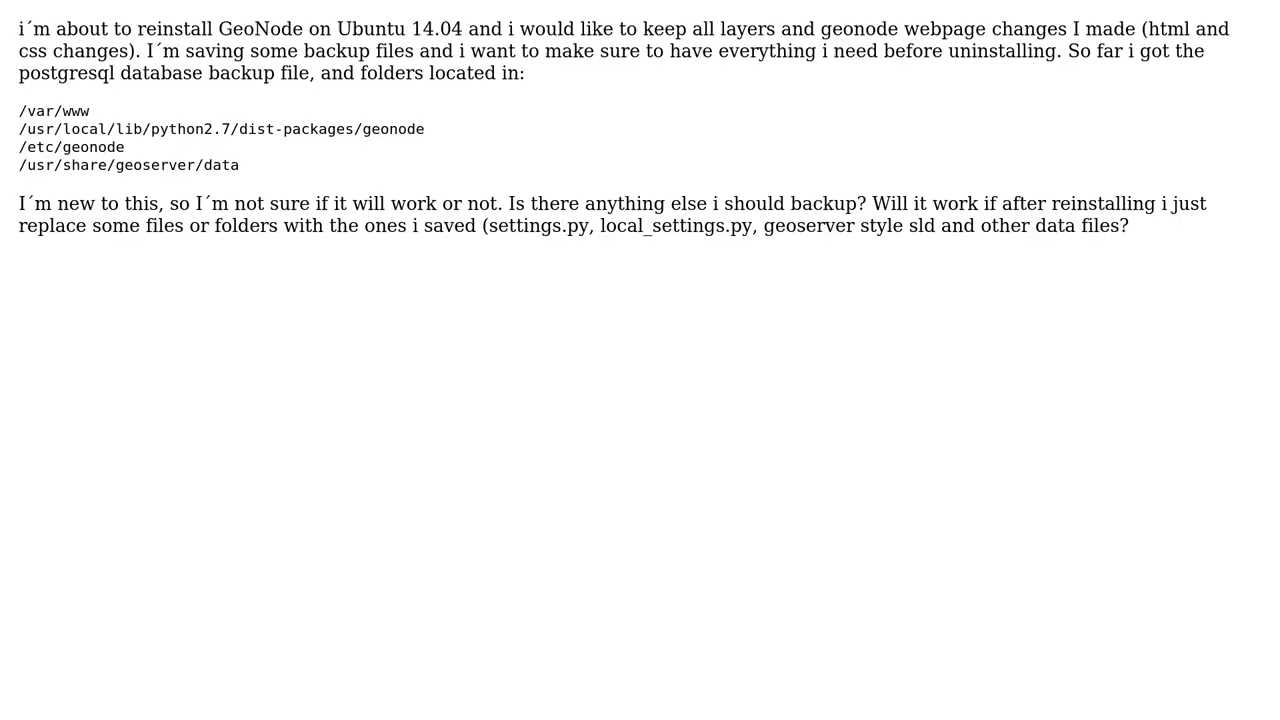 i´m about to reinstall GeoNode on Ubuntu 14.04 and i would like to keep all layers and geonode webpage changes I made (html and
css changes). I´m saving some backup files and i want to make sure to have everything i need before uninstalling. So far i got the
postgresql database backup file, and folders located in:
/var/www
/usr/local/lib/python2.7/dist-packages/geonode
/etc/geonode
/usr/share/geoserver/data
I´m new to this, so I´m not sure if it will work or not. Is there anything else i should backup? Will it work if after reinstalling i just
replace some files or folders with the ones i saved (settings.py, local_settings.py, geoserver style sld and other data files?